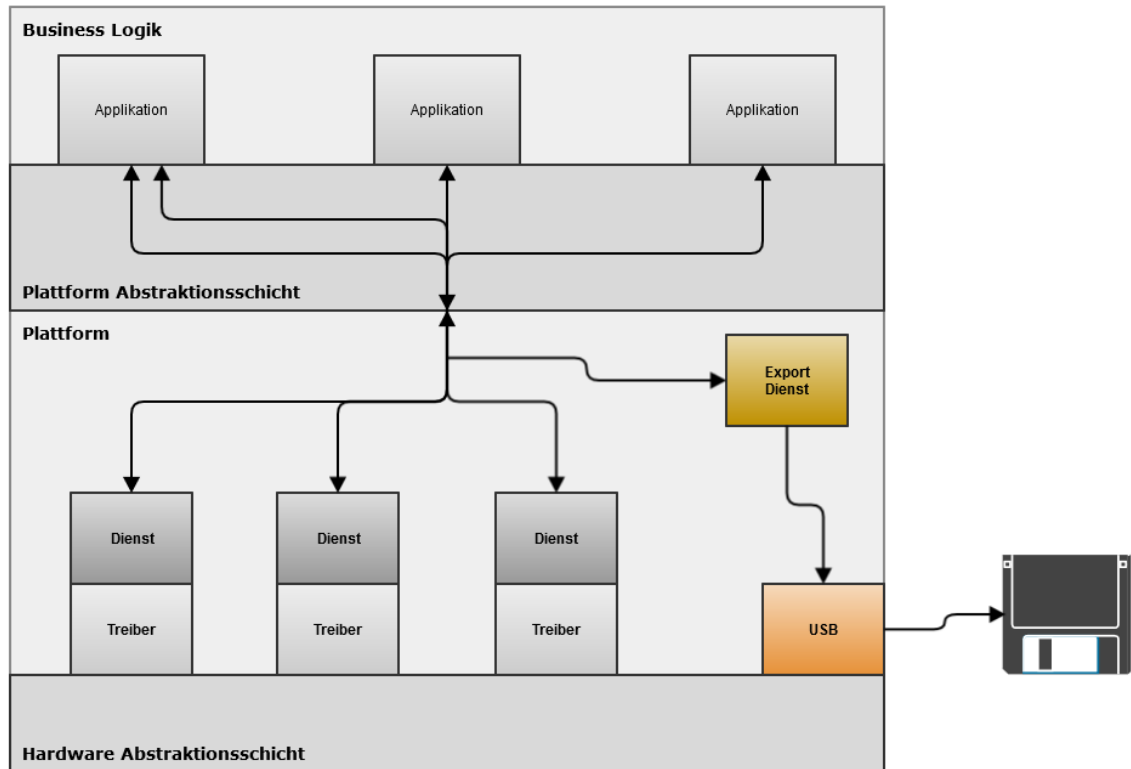 Business Logik
Applikation
Applikation
Applikation
Plattform Abstraktionsschicht
Plattform
Export
Dienst
Dienst
Dienst
Dienst
Treiber
Treiber
Treiber
USB
Hardware Abstraktionsschicht